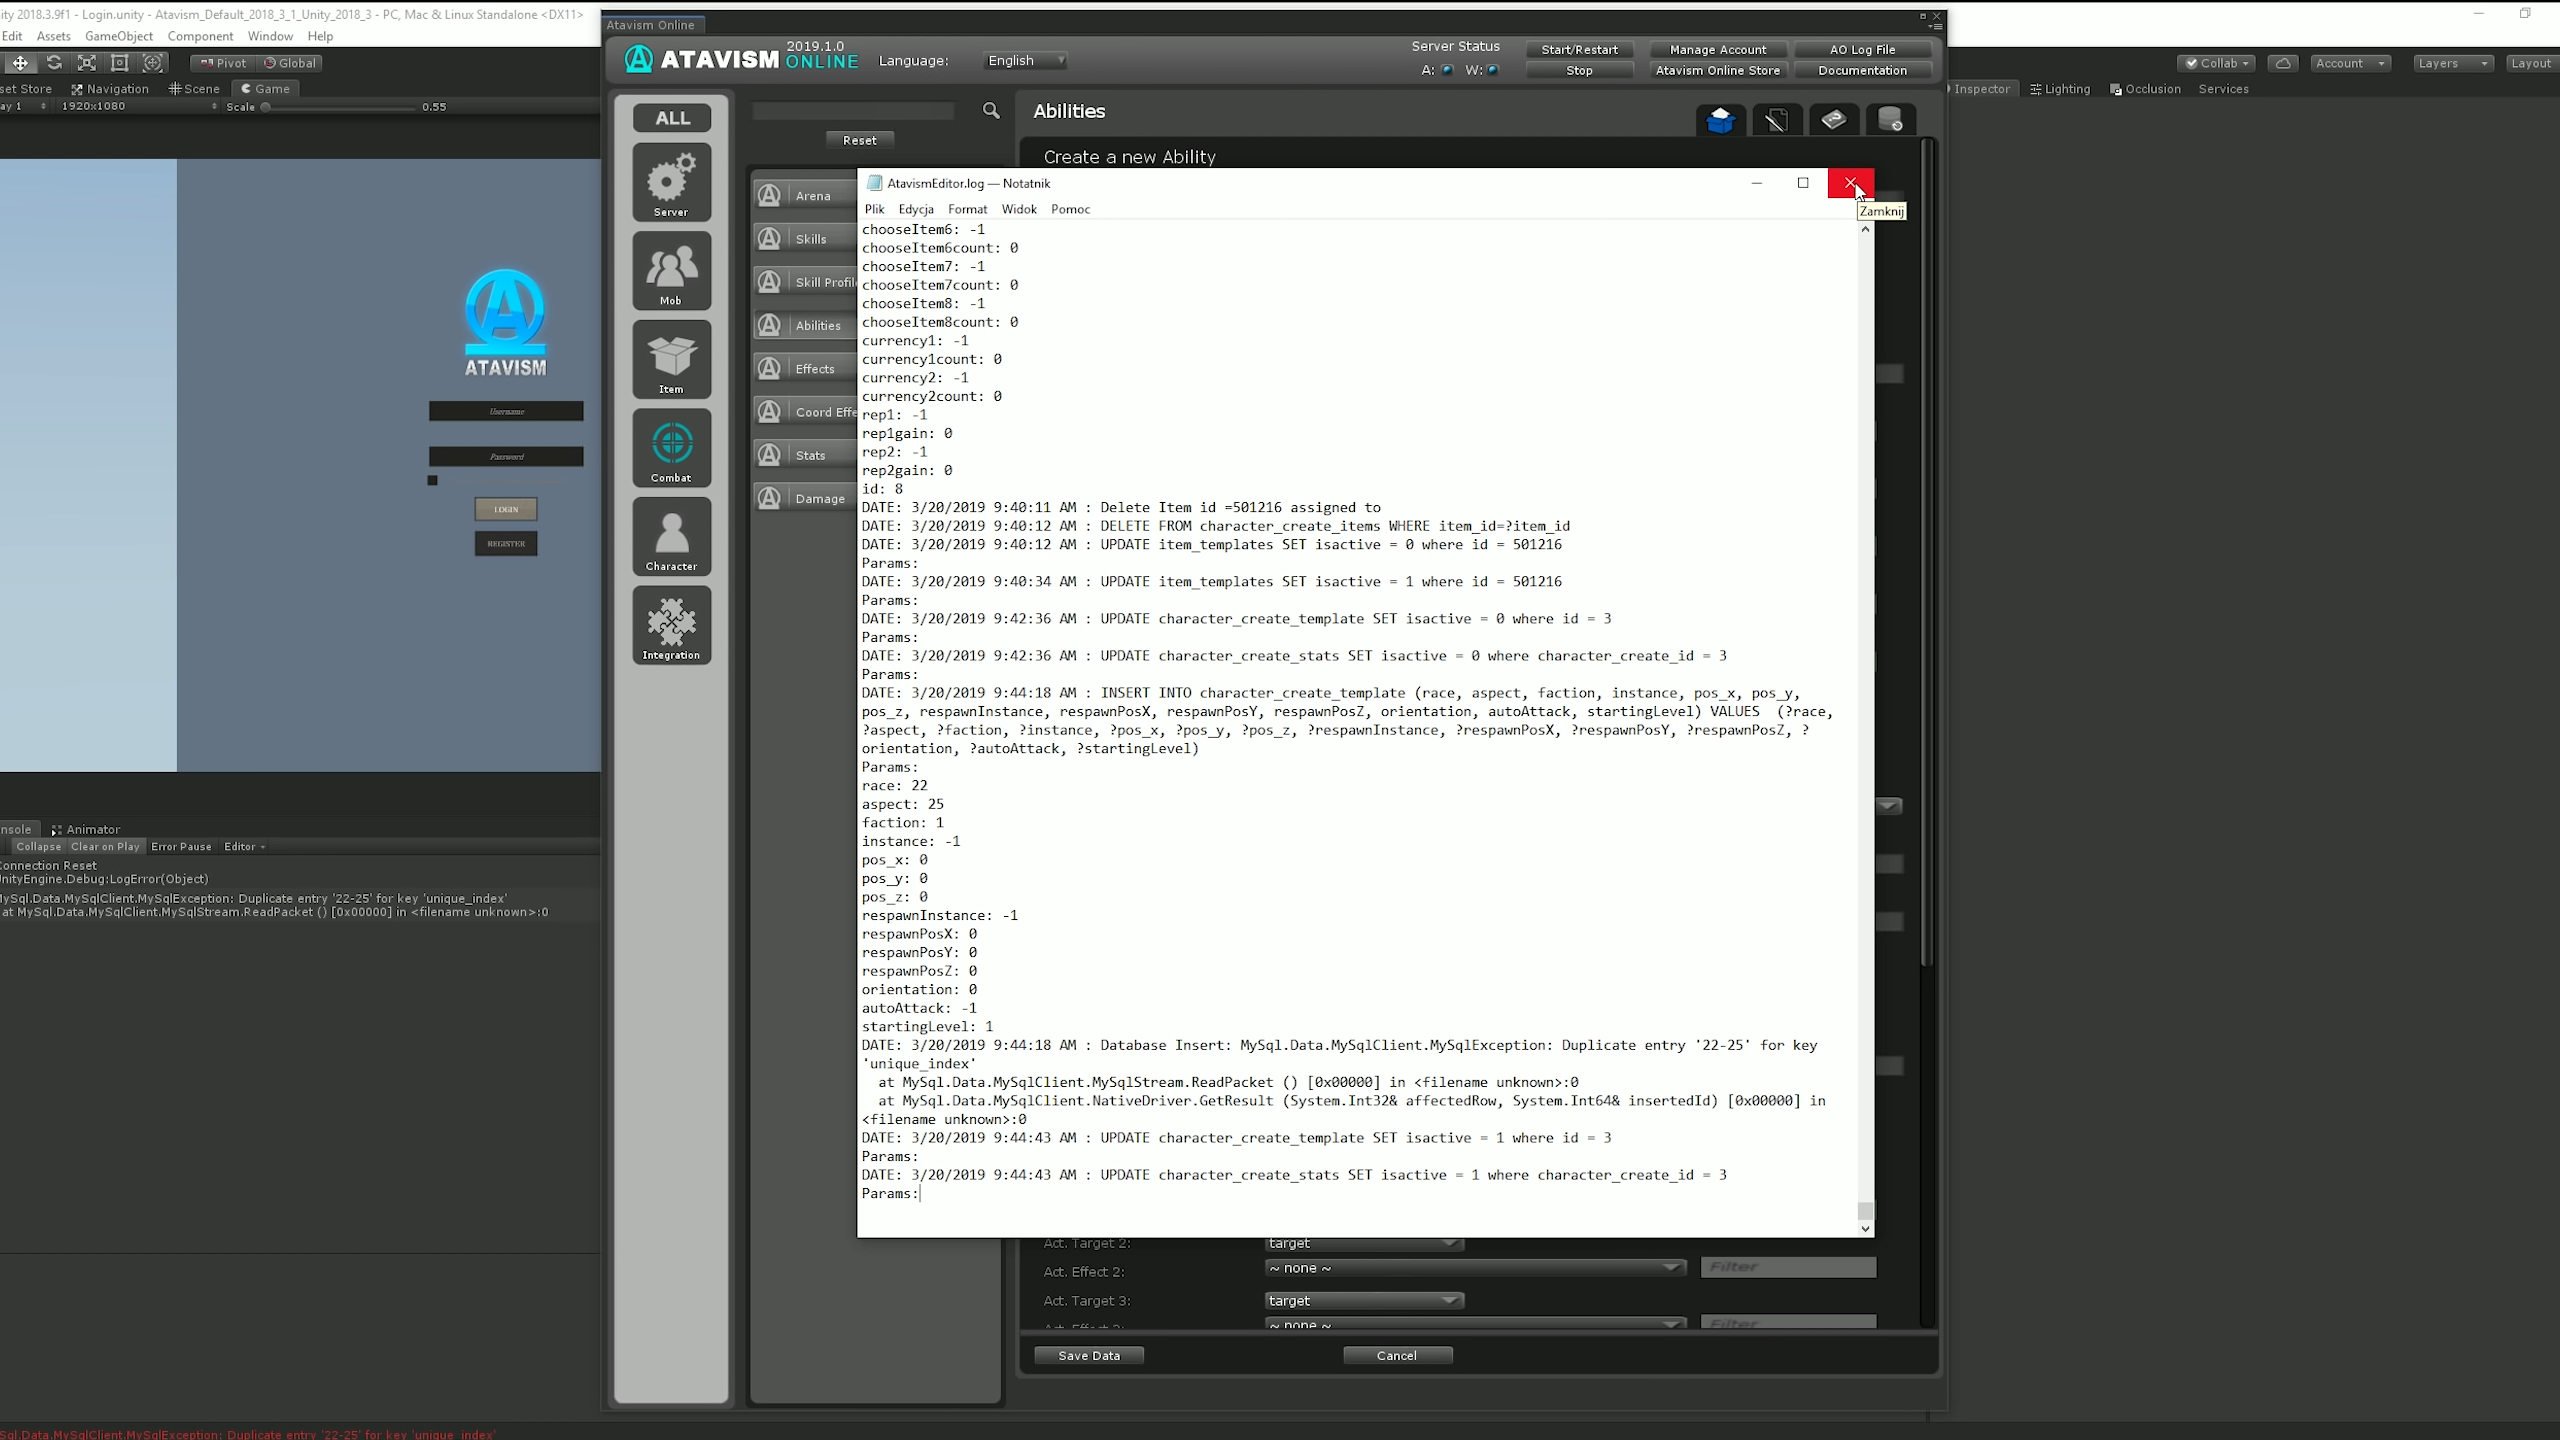 ity 2018.3.9f1 - Login.unity - Atavism_Default_2018_3_1_Unity_2018_3 - PC, Mac & Linux Standalone <DX11>
Edit Assets GameObject Component Window Help
Pivot Global
set Store Navigation Scene Game
ay 1 1920x1080 Scale 0.55
ATAVISM
Username
Password
LOGIN
REGISTER
nsole Animator
Collapse Clear on Play Error Pause Editor
Connection Reset
UnityEngine.Debug:LogError(Object)
MySql.Data.MySqlClient.MySqlException: Duplicate entry '22-25' for key 'unique_index'
at MySql.Data.MySqlClient.MySqlStream.ReadPacket () [0x00000] in <filename unknown>:0
Sql.Data.MySqlClient.MySqlException: Duplicate entry '22-25' for key 'unique_index'
Atavism Online
ATAVISM 2019.1.0 ONLINE Language: English
Server Status
A: W:
Start/Restart Manage Account AO Log File
Stop Atavism Online Store Documentation
Collab Account Layers Layout
Inspector Lighting Occlusion Services
ALL
Server
Mob
Item
Combat
Character
Integration
Reset
Arena
Skills
Skill Profil
Abilities
Effects
Coord Effe
Stats
Damage
Abilities
Create a new Ability
AtavismEditor.log — Notatnik
Zamknij
Plik Edycja Format Widok Pomoc
chooseItem6: -1
chooseItem6count: 0
chooseItem7: -1
chooseItem7count: 0
chooseItem8: -1
chooseItem8count: 0
currency1: -1
currency1count: 0
currency2: -1
currency2count: 0
rep1: -1
rep1gain: 0
rep2: -1
rep2gain: 0
id: 8
DATE: 3/20/2019 9:40:11 AM : Delete Item id =501216 assigned to
DATE: 3/20/2019 9:40:12 AM : DELETE FROM character_create_items WHERE item_id=?item_id
DATE: 3/20/2019 9:40:12 AM : UPDATE item_templates SET isactive = 0 where id = 501216
Params:
DATE: 3/20/2019 9:40:34 AM : UPDATE item_templates SET isactive = 1 where id = 501216
Params:
DATE: 3/20/2019 9:42:36 AM : UPDATE character_create_template SET isactive = 0 where id = 3
Params:
DATE: 3/20/2019 9:42:36 AM : UPDATE character_create_stats SET isactive = 0 where character_create_id = 3
Params:
DATE: 3/20/2019 9:44:18 AM : INSERT INTO character_create_template (race, aspect, faction, instance, pos_x, pos_y,
pos_z, respawnInstance, respawnPosX, respawnPosY, respawnPosZ, orientation, autoAttack, startingLevel) VALUES  (?race,
?aspect, ?faction, ?instance, ?pos_x, ?pos_y, ?pos_z, ?respawnInstance, ?respawnPosX, ?respawnPosY, ?respawnPosZ, ?
orientation, ?autoAttack, ?startingLevel)
Params:
race: 22
aspect: 25
faction: 1
instance: -1
pos_x: 0
pos_y: 0
pos_z: 0
respawnInstance: -1
respawnPosX: 0
respawnPosY: 0
respawnPosZ: 0
orientation: 0
autoAttack: -1
startingLevel: 1
DATE: 3/20/2019 9:44:18 AM : Database Insert: MySql.Data.MySqlClient.MySqlException: Duplicate entry '22-25' for key
'unique_index'
at MySql.Data.MySqlClient.MySqlStream.ReadPacket () [0x00000] in <filename unknown>:0
at MySql.Data.MySqlClient.NativeDriver.GetResult (System.Int32& affectedRow, System.Int64& insertedId) [0x00000] in
<filename unknown>:0
DATE: 3/20/2019 9:44:43 AM : UPDATE character_create_template SET isactive = 1 where id = 3
Params:
DATE: 3/20/2019 9:44:43 AM : UPDATE character_create_stats SET isactive = 1 where character_create_id = 3
Params:
Act. Target 2: target
Act. Effect 2: ~ none ~ Filter
Act. Target 3: target
~ none ~ Filter
Save Data Cancel